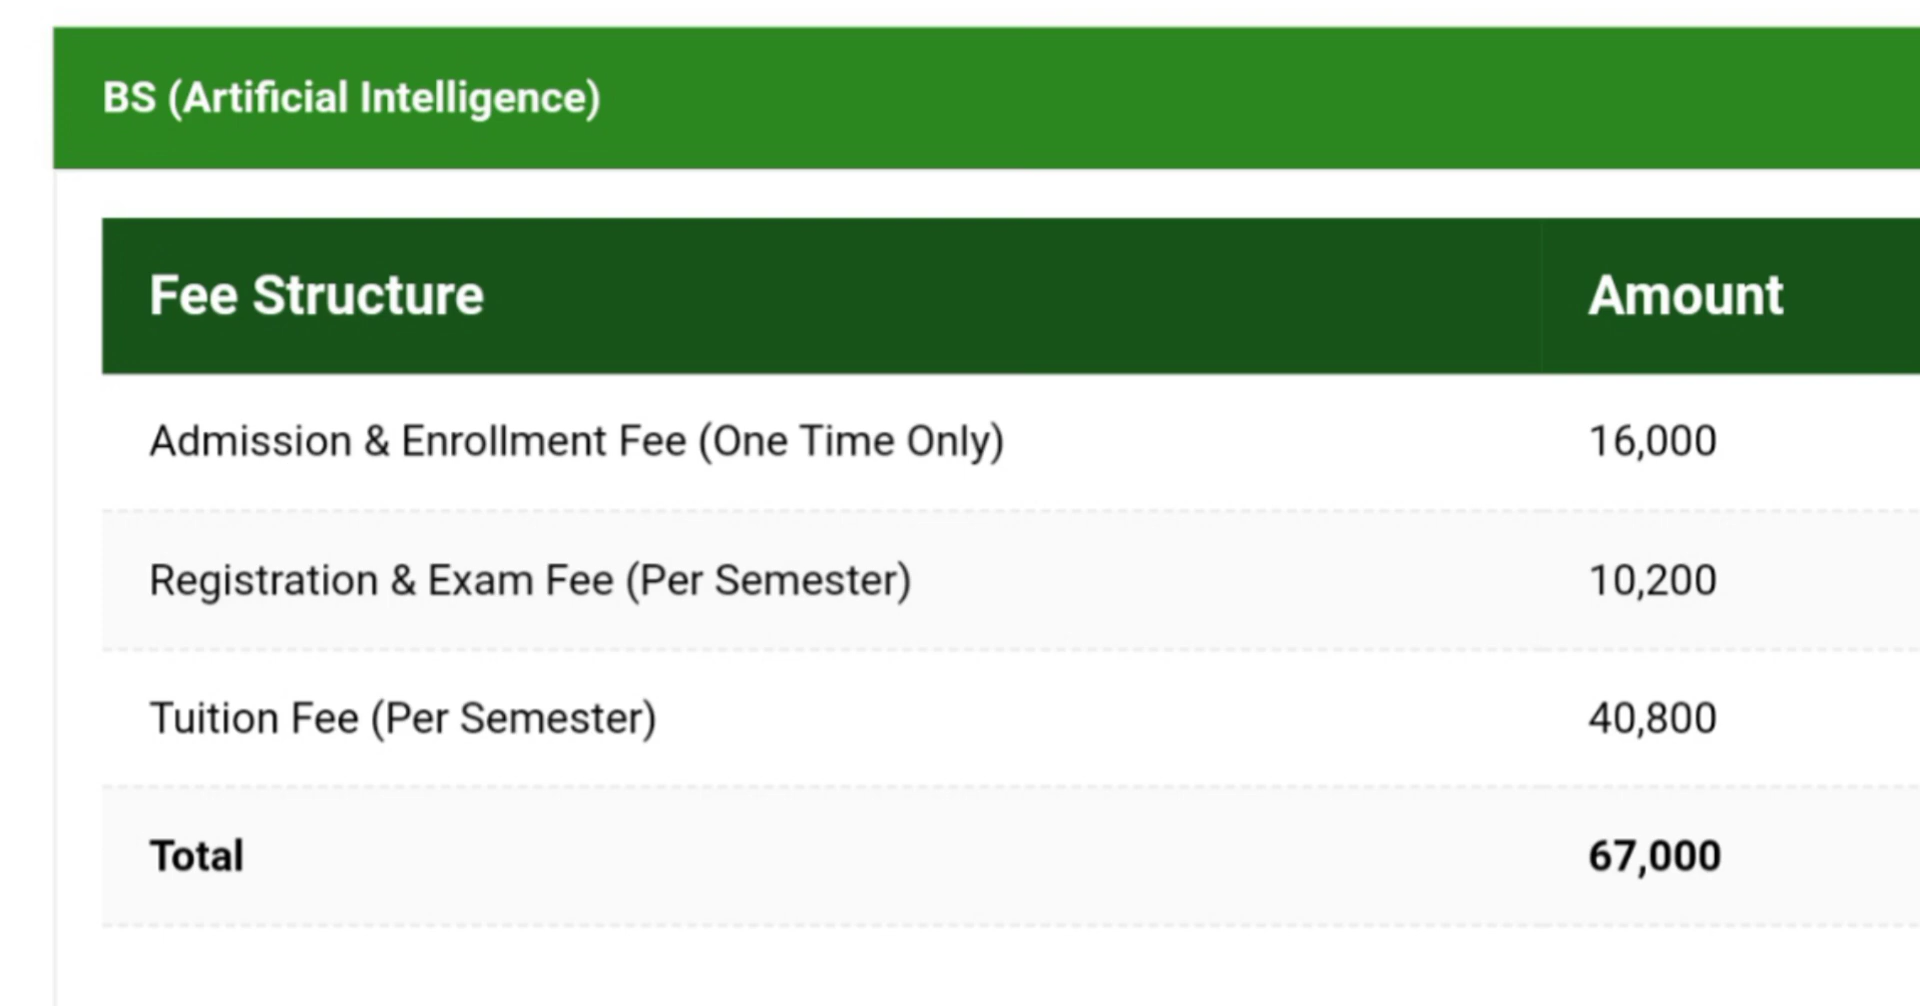 BS (Artificial Intelligence)
Fee Structure Amount
Admission & Enrollment Fee (One Time Only) 16,000
Registration & Exam Fee (Per Semester) 10,200
Tuition Fee (Per Semester) 40,800
Total 67,000